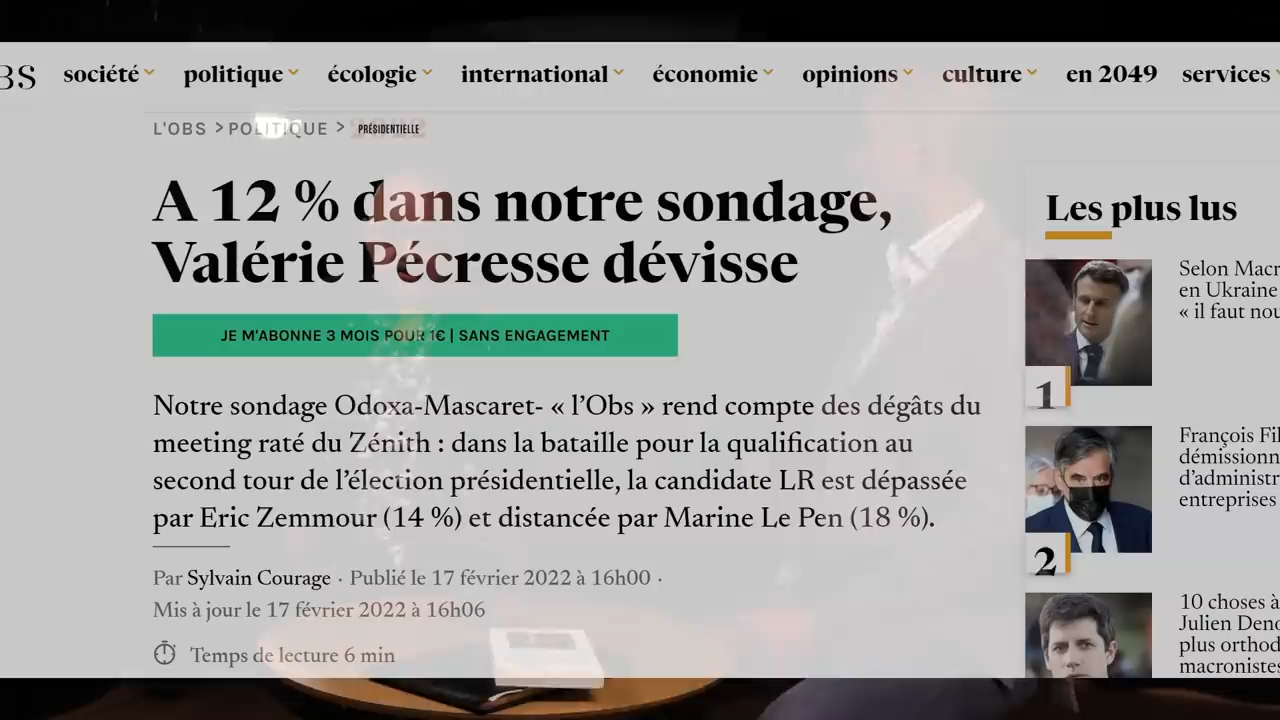 BS société politique écologie international économie opinions culture en 2049 services
L'OBS > POLITIQUE > PRÉSIDENTIELLE
A 12 % dans notre sondage,
Valérie Pécresse dévisse
JE M'ABONNE 3 MOIS POUR 1€ | SANS ENGAGEMENT
Notre sondage Odoxa-Mascaret- « l'Obs » rend compte des dégâts du
meeting raté du Zénith : dans la bataille pour la qualification au
second tour de l'élection présidentielle, la candidate LR est dépassée
par Eric Zemmour (14 %) et distancée par Marine Le Pen (18 %).
Par Sylvain Courage · Publié le 17 février 2022 à 16h00 ·
Mis à jour le 17 février 2022 à 16h06
Temps de lecture 6 min
Les plus lus
Selon Macr
en Ukraine
« il faut nou
1
François Fil
démissionn
d'administr
entreprises
2
10 choses à
Julien Deno
plus orthod
macronistes